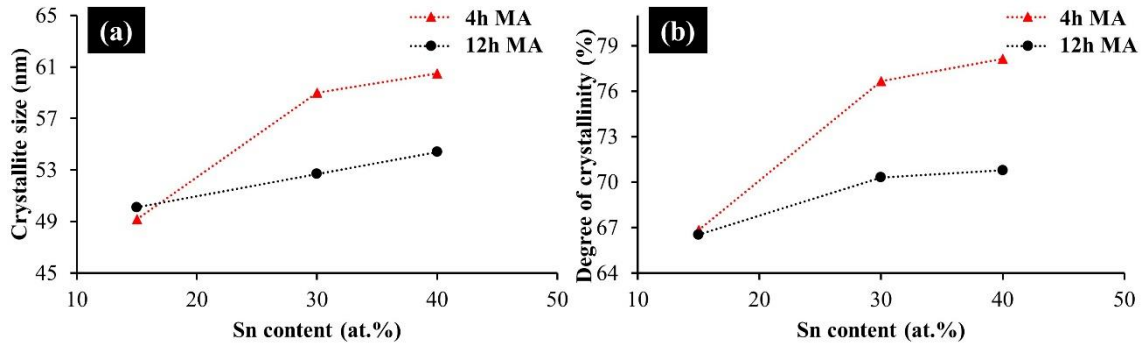 (a)
4h MA
12h MA
Crystallite size (nm)
65
61
57
53
49
45
10
20
30
40
50
Sn content (at.%)
(b)
4h MA
12h MA
Degree of crystallinity (%)
79
76
73
70
67
64
10
20
30
40
50
Sn content (at.%)